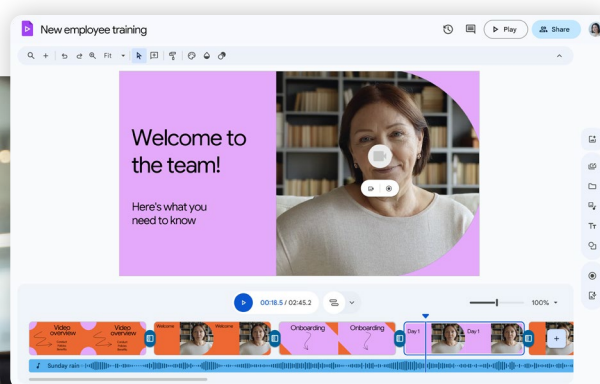 New employee training
Play
Share
Fit
Welcome to
the team!
Here's what you
need to know
Tт
00:18.5 / 02:45.2
100%
Video
overview
Video
overview
Welcome
Welcome
Onboarding
Onboarding
Day 1
Day 1
Sunday rain